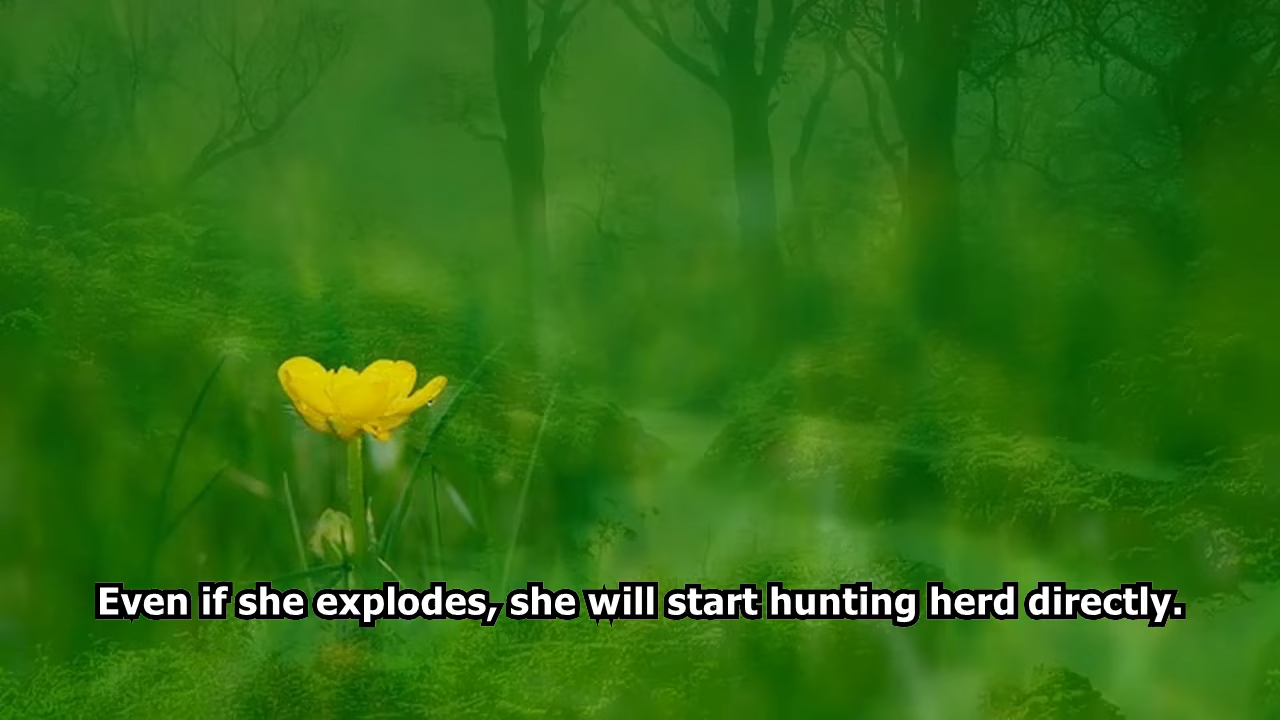 Even if she explodes, she will start hunting herd directly.